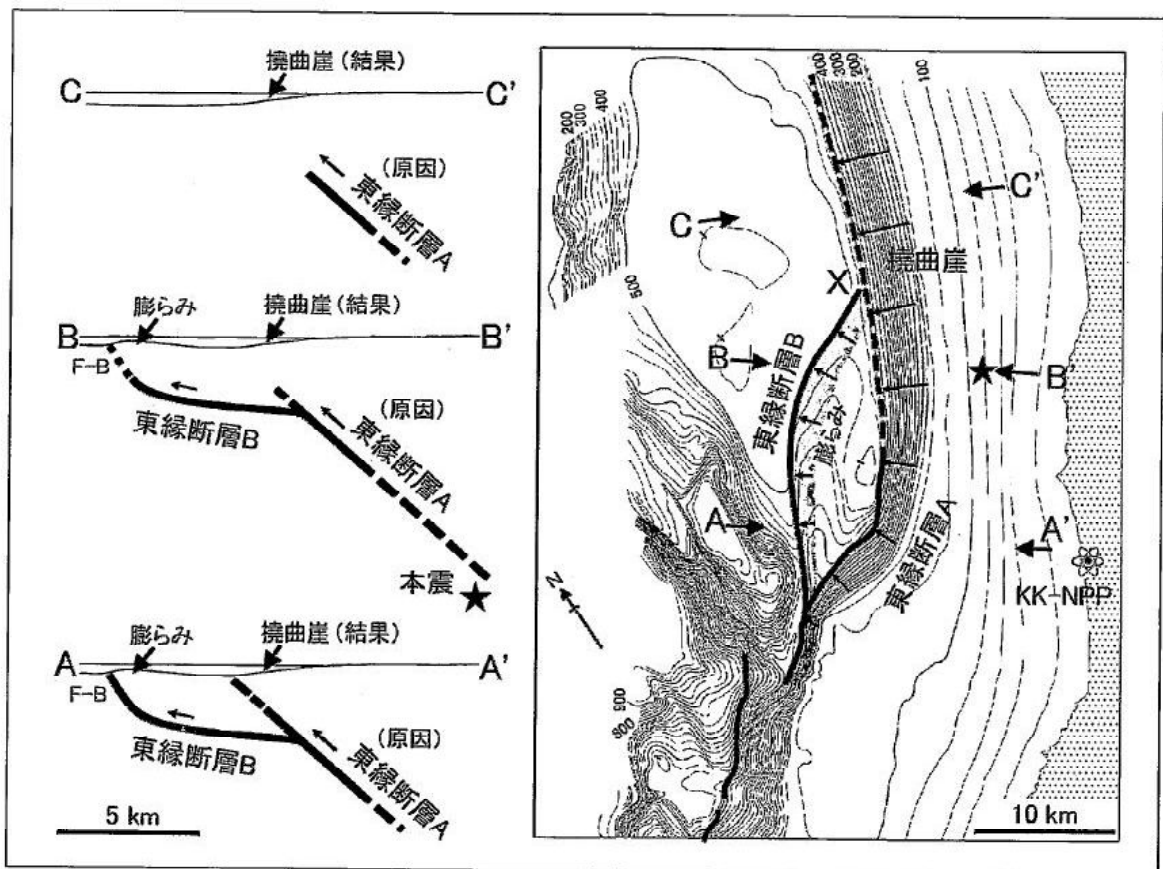 撓曲崖(結果)
C
C'
(原因)
東縁断層A
膨らみ
撓曲崖(結果)
B
B'
F-B
(原因)
東縁断層B
東縁断層A
本震
膨らみ
撓曲崖(結果)
A
A'
F-B
(原因)
東縁断層B
東縁断層A
5 km
400
300
200
100
200
300
400
C
C'
撓曲崖
500
X
B
B'
東縁断層B
膨らみ
A
A'
東縁断層A
KK-NPP
N
900
800
10 km